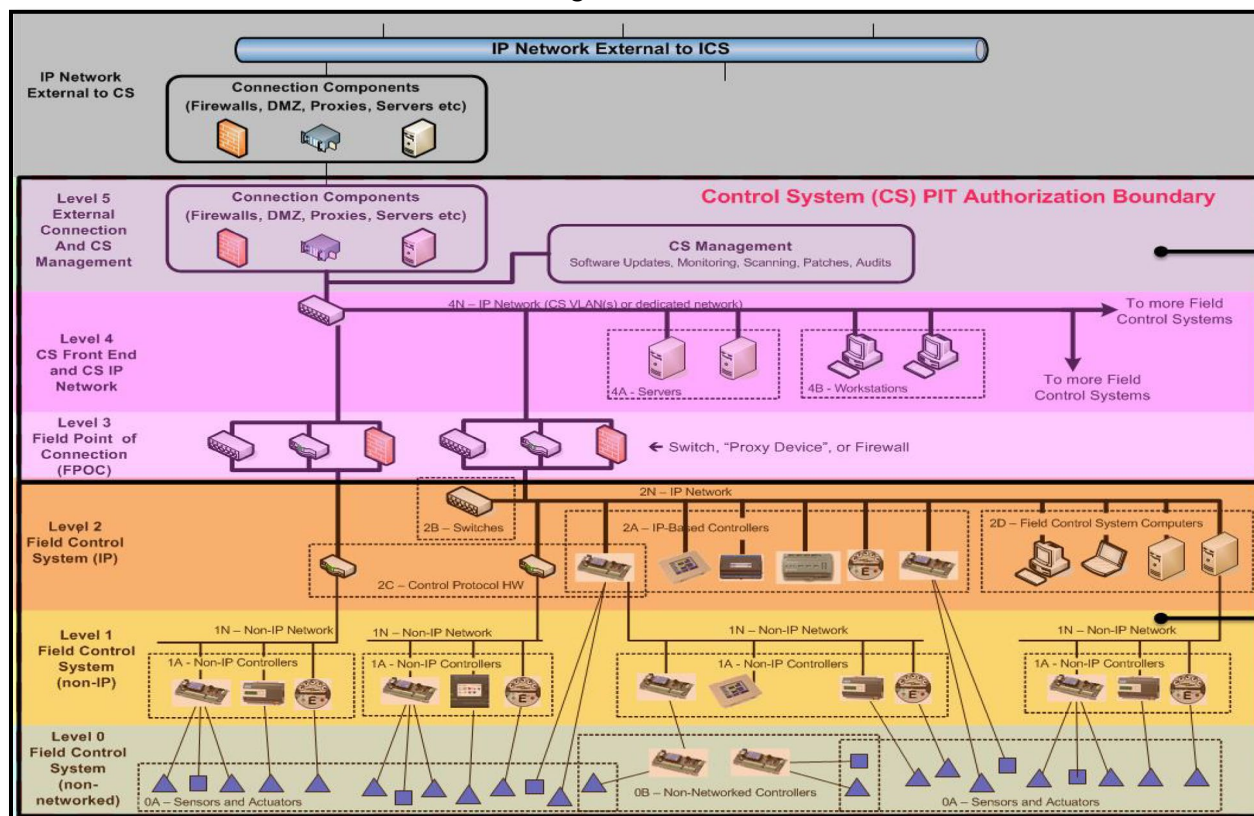 IP Network External to ICS
IP Network
External to CS
Connection Components
(Firewalls, DMZ, Proxies, Servers etc)
Level 5
External
Connection
And CS
Management
Connection Components
(Firewalls, DMZ, Proxies, Servers etc)
Control System (CS) PIT Authorization Boundary
CS Management
Software Updates, Monitoring, Scanning, Patches, Audits
Level 4
CS Front End
and CS IP
Network
4N – IP Network (CS VLAN(s) or dedicated network)
To more Field
Control Systems
4A - Servers
4B - Workstations
To more Field
Control Systems
Level 3
Field Point of
Connection
(FPOC)
← Switch, “Proxy Device”, or Firewall
Level 2
Field Control
System (IP)
2N – IP Network
2B – Switches
2A – IP-Based Controllers
2D – Field Control System Computers
2C – Control Protocol HW
Level 1
Field Control
System
(non-IP)
1N – Non-IP Network
1N – Non-IP Network
1N – Non-IP Network
1N – Non-IP Network
1A - Non-IP Controllers
1A - Non-IP Controllers
1A - Non-IP Controllers
1A - Non-IP Controllers
E
E
E
E
E
Level 0
Field Control
System
(non-
networked)
0A – Sensors and Actuators
0B – Non-Networked Controllers
0A – Sensors and Actuators